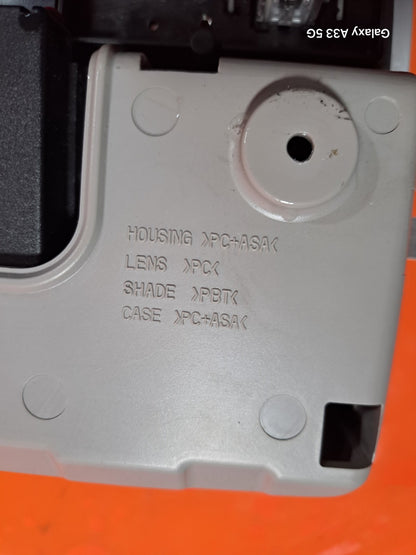 Galaxy A33 5G
HOUSING >PC+ASA<
LENS >PC<
SHADE >PBT<
CASE >PC+ASA<